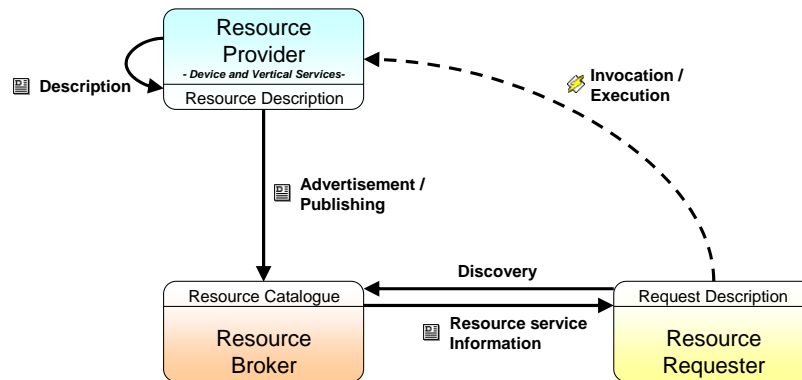 Resource
Provider
- Device and Vertical Services-
Resource Description
Description
Invocation /
Execution
Advertisement /
Publishing
Discovery
Resource Catalogue
Resource
Broker
Resource service
Information
Request Description
Resource
Requester